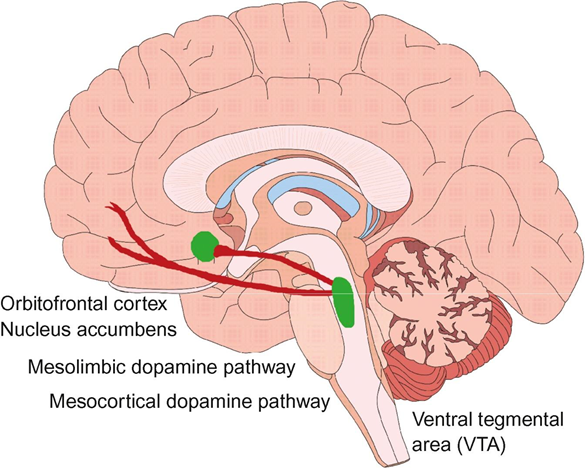 Orbitofrontal cortex
Nucleus accumbens
Mesolimbic dopamine pathway
Mesocortical dopamine pathway
Ventral tegmental
area (VTA)